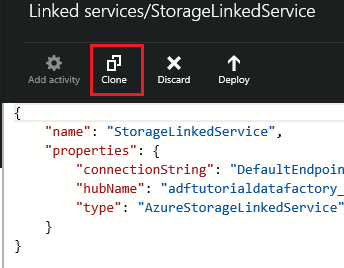 Linked services/StorageLinkedService
Add activity Clone Discard Deploy
{
"name": "StorageLinkedService",
"properties": {
"connectionString": "DefaultEndpoin
"hubName": "adftutorialdatafactory_
"type": "AzureStorageLinkedService"
}
}